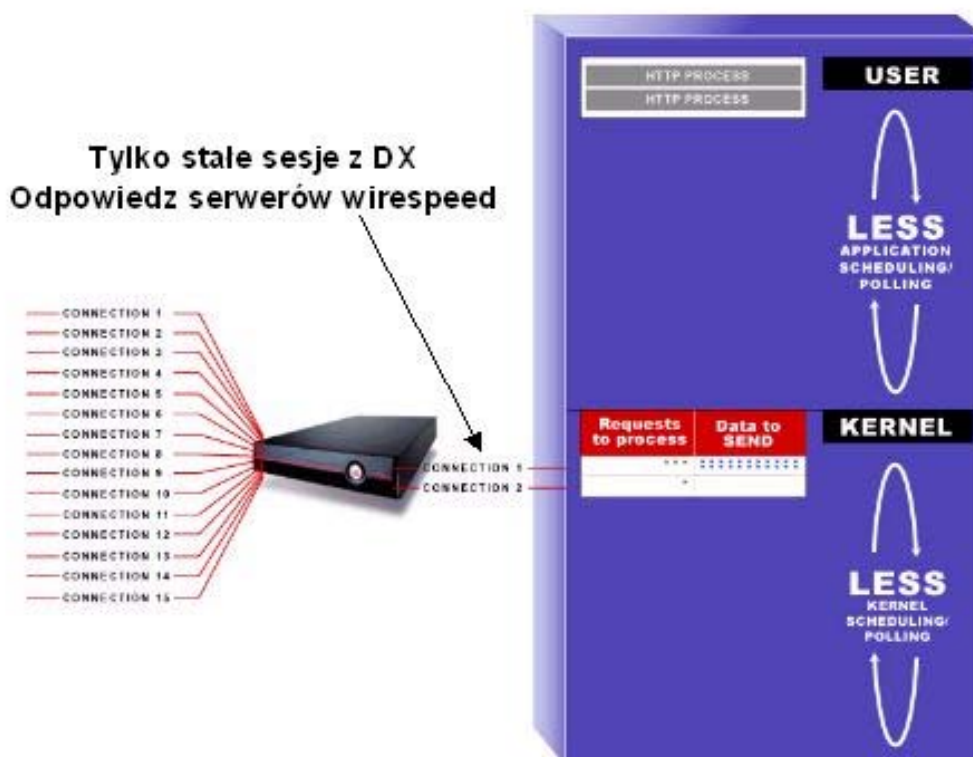 Tylko stałe sesje z DX
Odpowiedz serwerów wirespeed
CONNECTION 1
CONNECTION 2
CONNECTION 3
CONNECTION 4
CONNECTION 5
CONNECTION 6
CONNECTION 7
CONNECTION 8
CONNECTION 9
CONNECTION 10
CONNECTION 11
CONNECTION 12
CONNECTION 13
CONNECTION 14
CONNECTION 15
CONNECTION 1
CONNECTION 2
HTTP PROCESS
HTTP PROCESS
USER
LESS
APPLICATION
SCHEDULING/
POLLING
Requests
to process
Data to
SEND
KERNEL
LESS
KERNEL
SCHEDULING/
POLLING